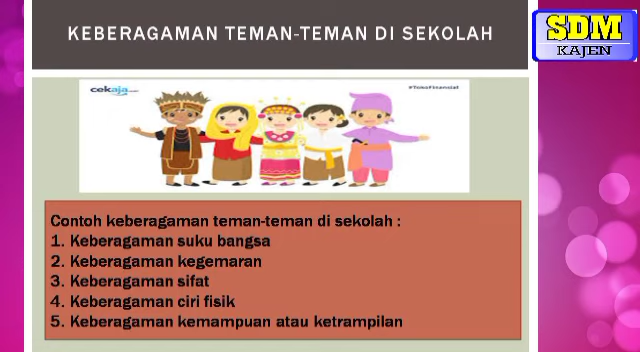 KEBERAGAMAN TEMAN-TEMAN DI SEKOLAH
SDM
KAJEN
cekaja.com
Contoh keberagaman teman-teman di sekolah :
1. Keberagaman suku bangsa
2. Keberagaman kegemaran
3. Keberagaman sifat
4. Keberagaman ciri fisik
5. Keberagaman kemampuan atau ketrampilan